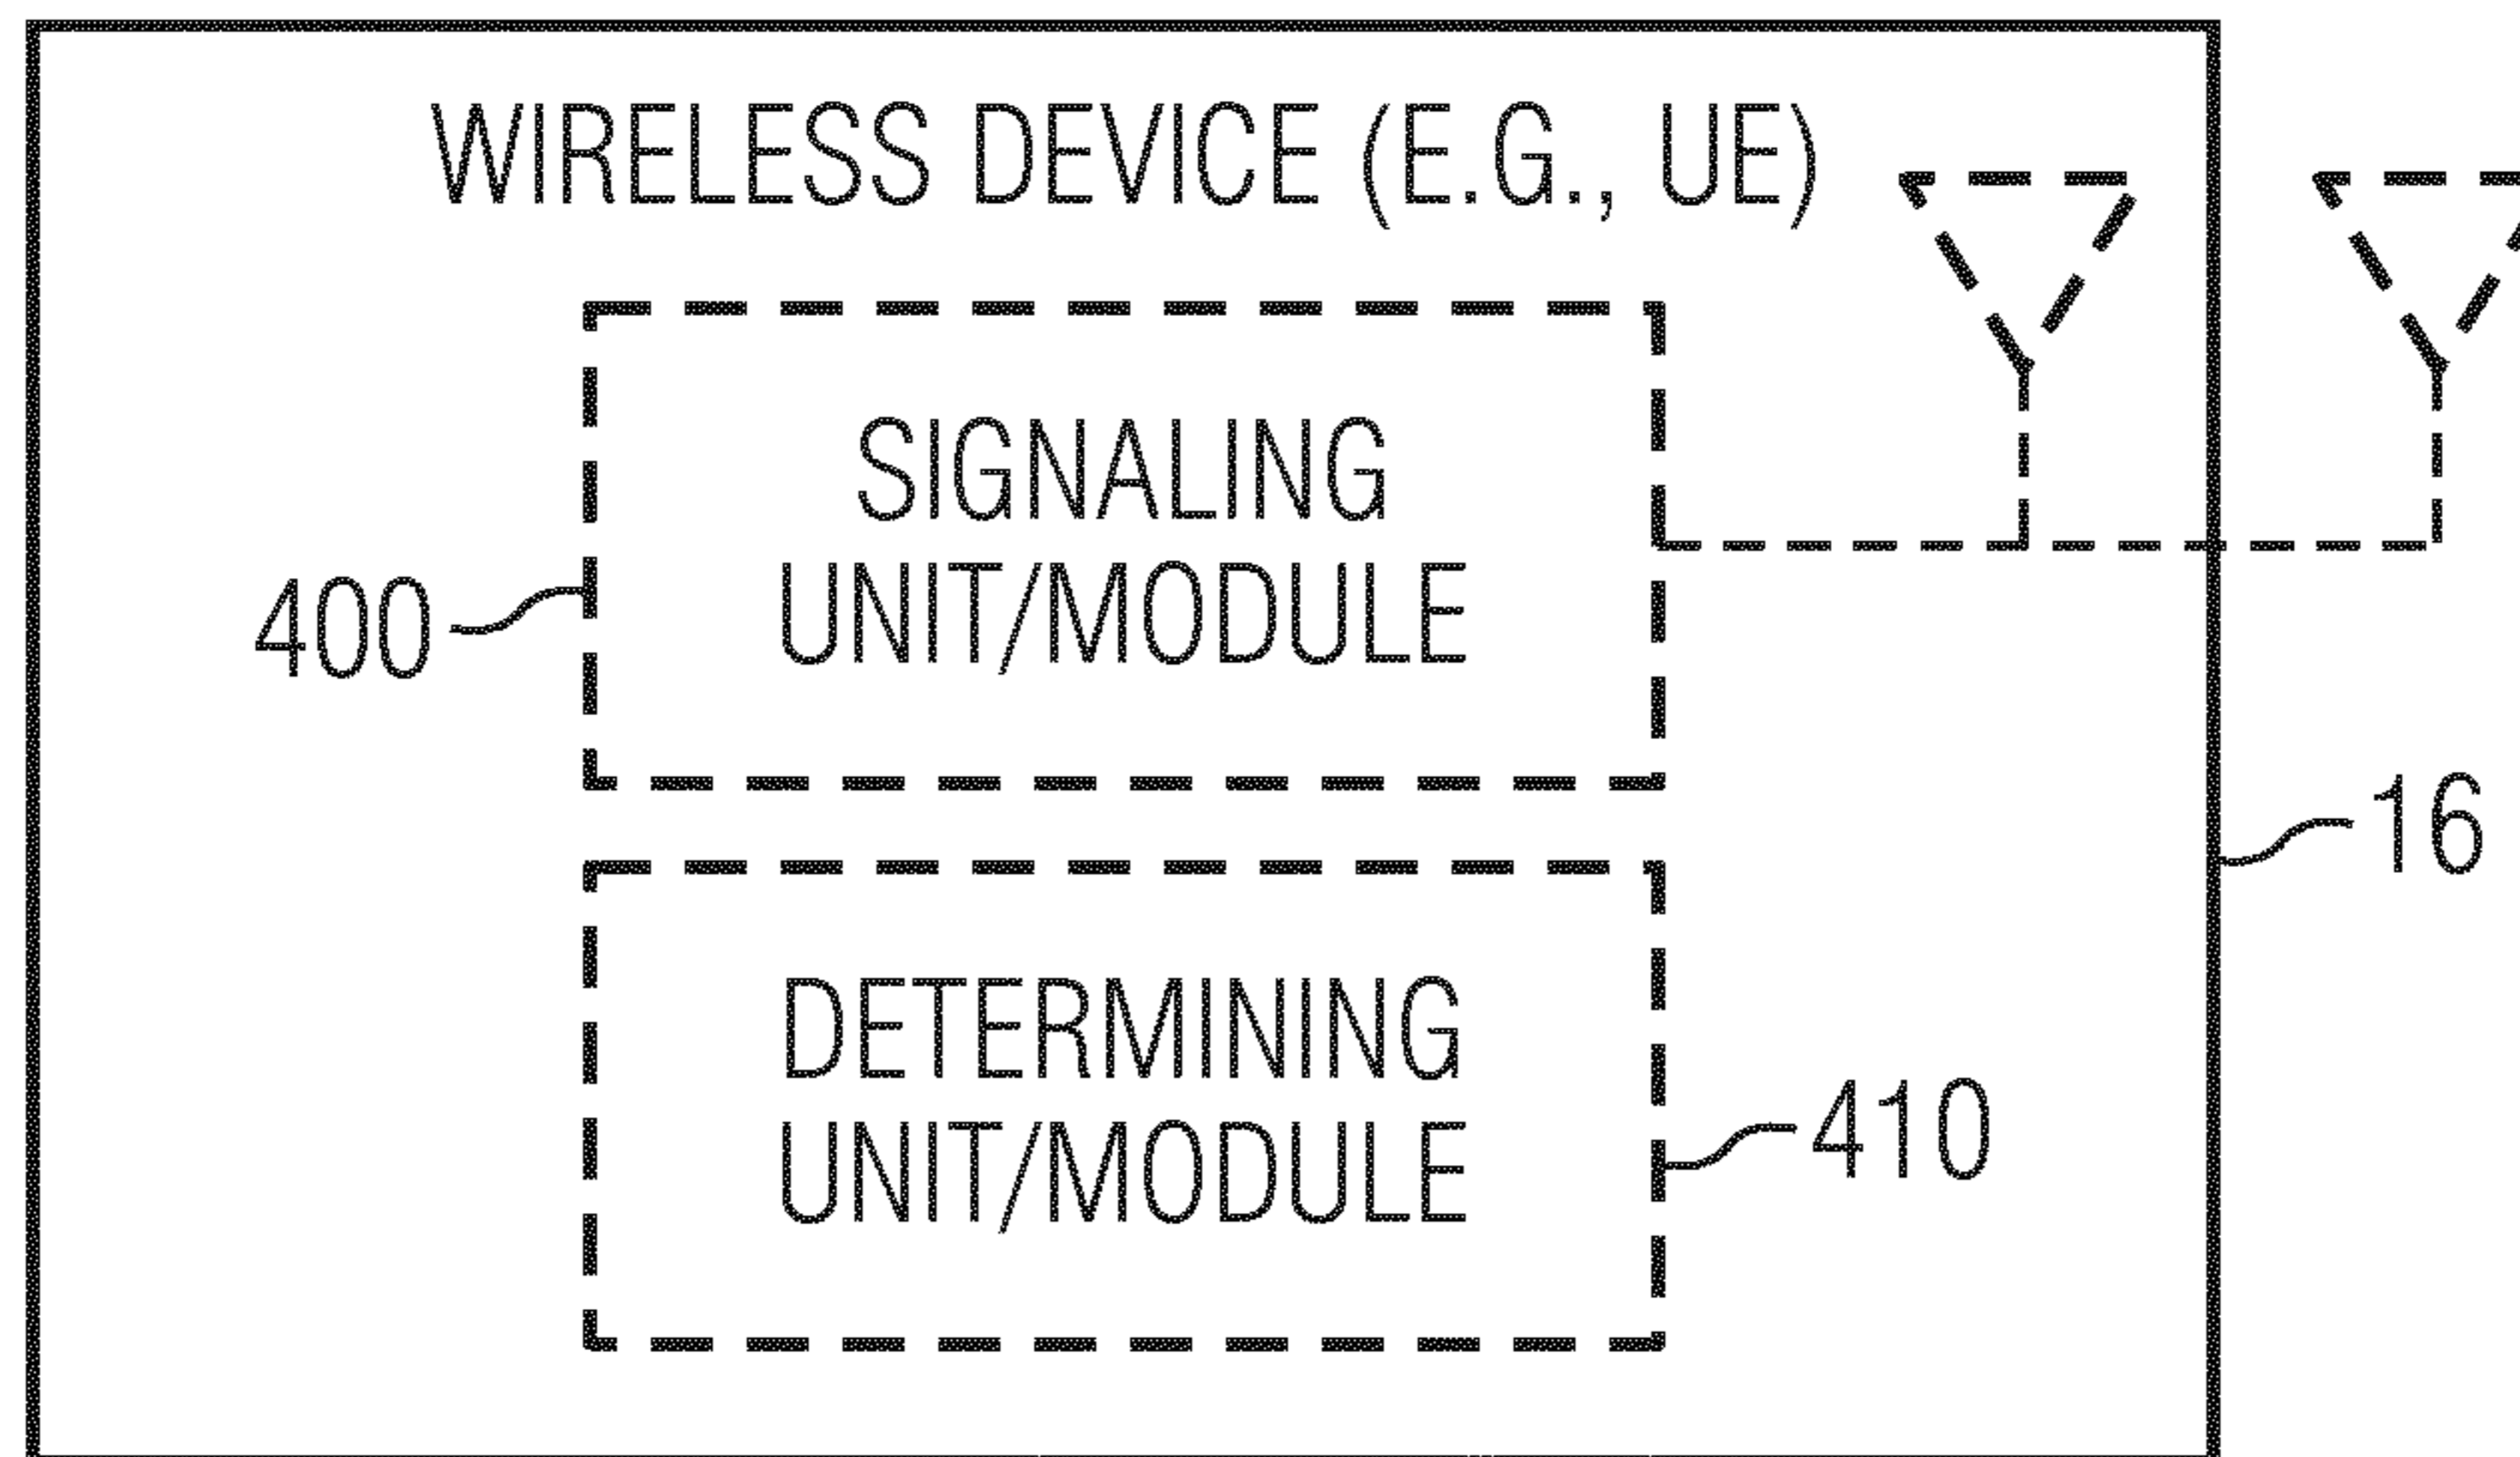 WIRELESS DEVICE (E.G., UE)
SIGNALING
UNIT/MODULE
400
16
DETERMINING
UNIT/MODULE
410